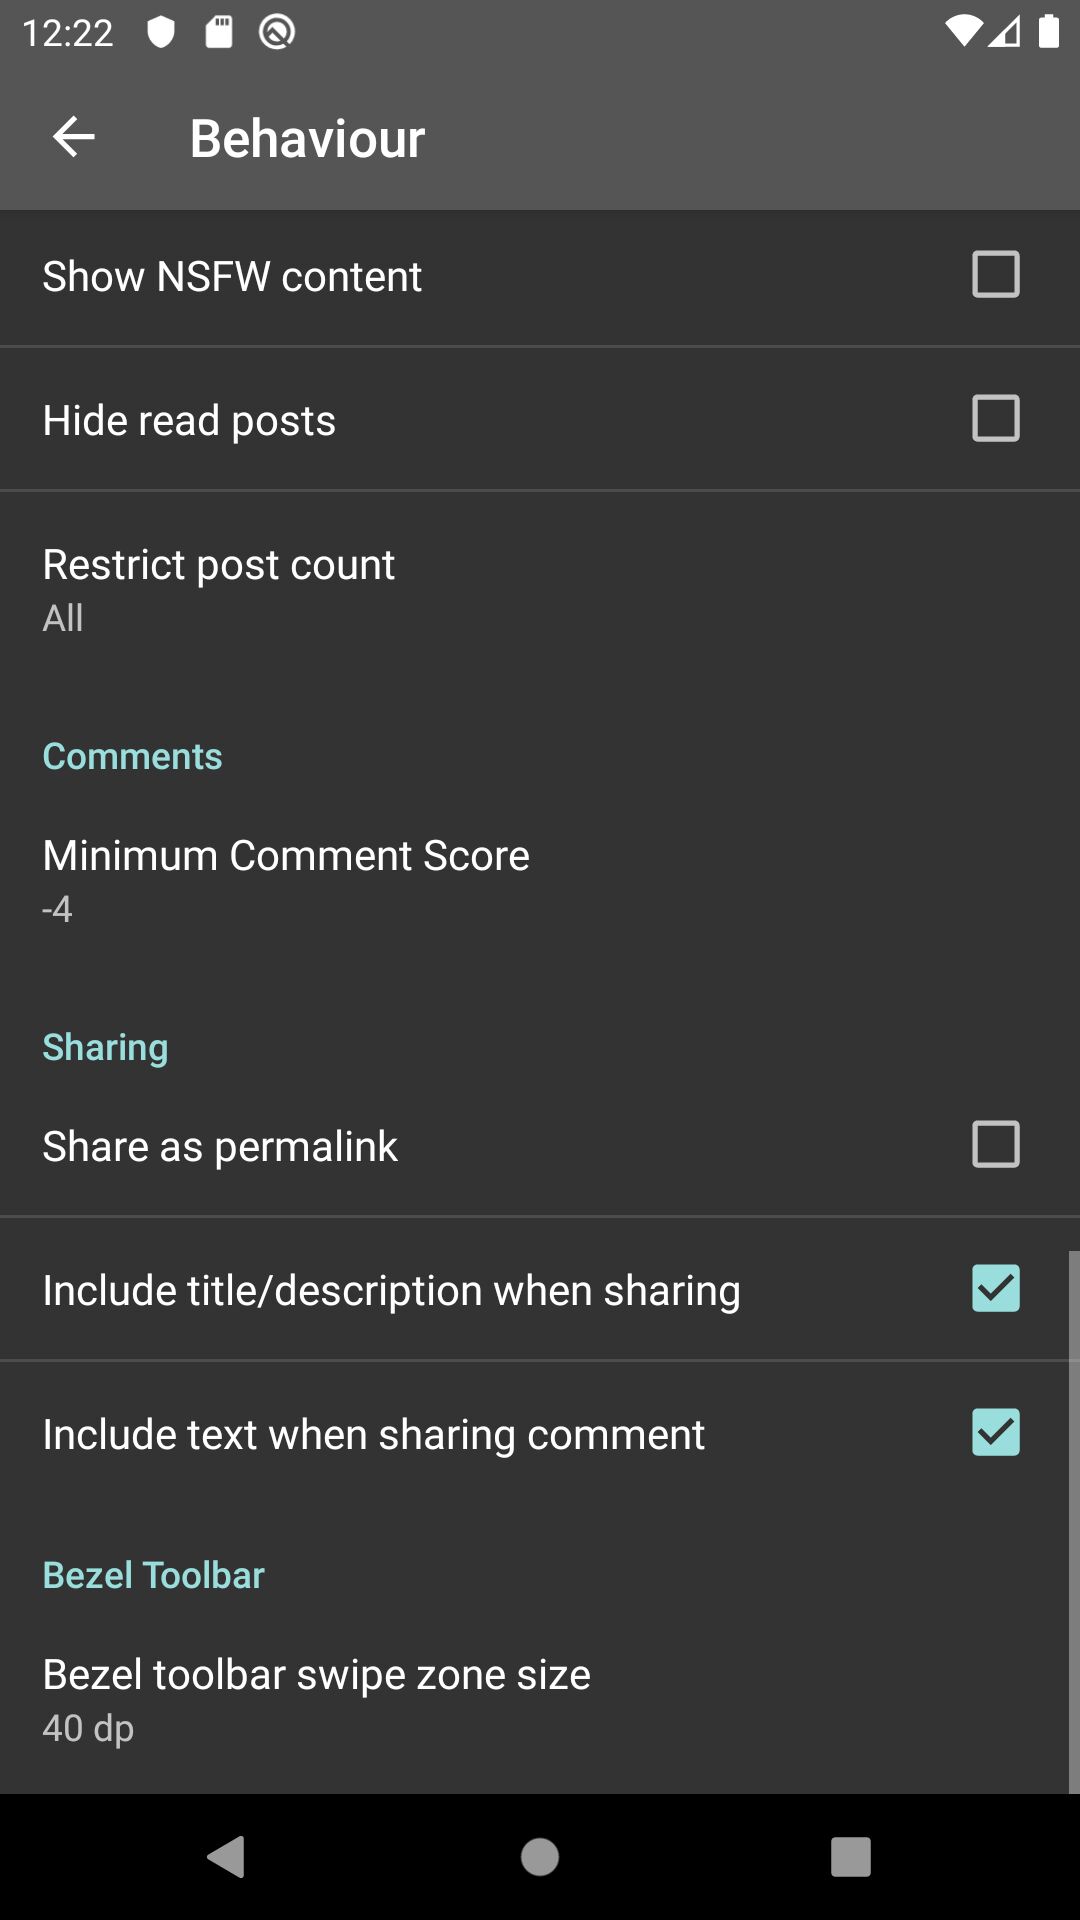 12:22
Behaviour
Show NSFW content
Hide read posts
Restrict post count
All
Comments
Minimum Comment Score
-4
Sharing
Share as permalink
Include title/description when sharing
Include text when sharing comment
Bezel Toolbar
Bezel toolbar swipe zone size
40 dp